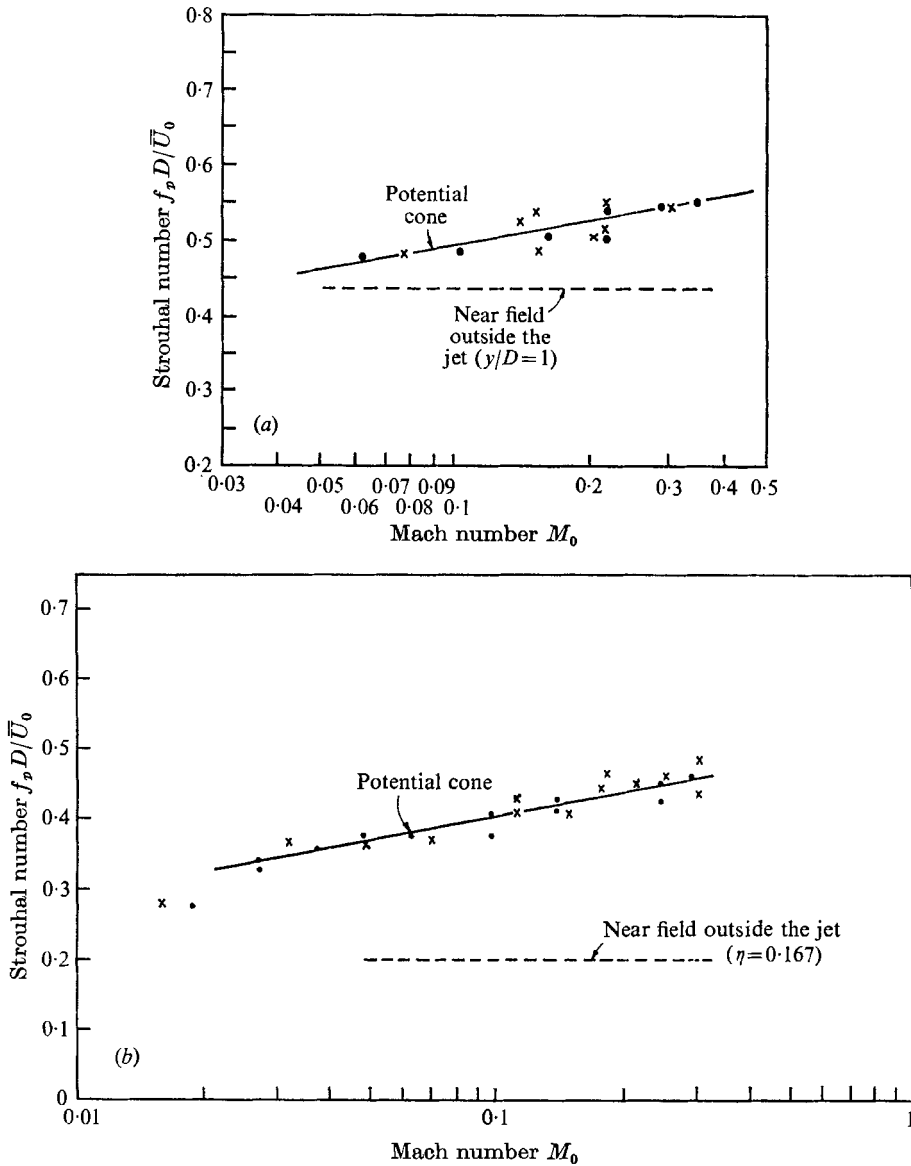 0·8
0·7
0·6
0·5
0·4
0·3
0·2
Strouhal number f_p D/U̅_0
Potential
cone
Near field
outside the
jet (y/D=1)
(a)
0·03 0·05 0·07 0·09 0·2 0·3 0·4 0·5
0·04 0·06 0·08 0·1
Mach number M_0
0·7
0·6
0·5
0·4
0·3
0·2
0·1
0
Strouhal number f_p D/U̅_0
Potential cone
Near field outside the jet
(η=0·167)
(b)
0·01 0·1 1
Mach number M_0